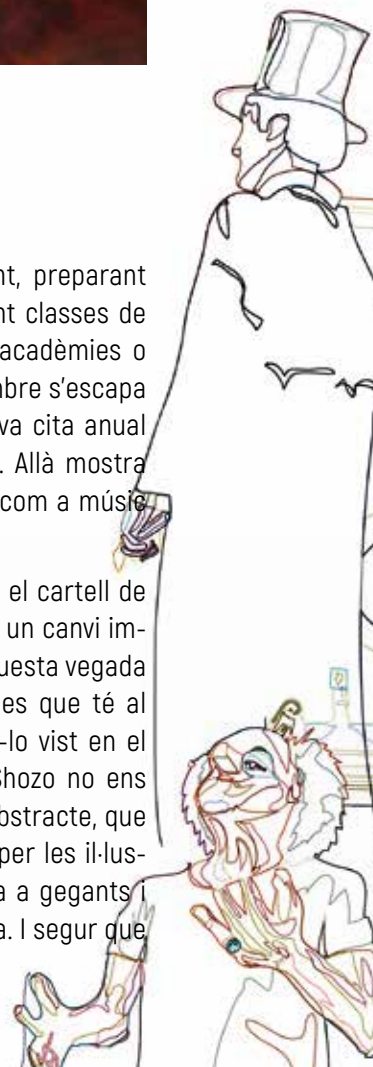 nt, preparant
nt classes de
acadèmies o
bre s'escapa
va cita anual
. Allà mostra
com a músic
el cartell de
un canvi im-
uesta vegada
es que té al
-lo vist en el
Shozo no ens
bstracte, que
per les il·lus-
a a gegants i
a. I segur que